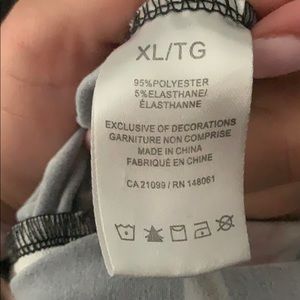 XL/TG
95%POLYESTER
5%ELASTHANE/
ÉLASTHANNE
EXCLUSIVE OF DECORATIONS
GARNITURE NON COMPRISE
MADE IN CHINA
FABRIQUÉ EN CHINE
CA 21099 / RN 148061